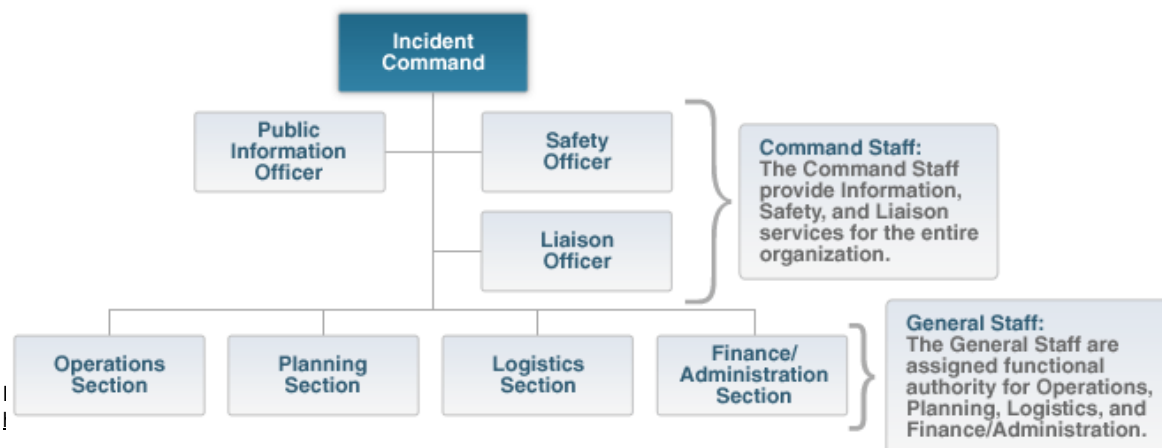 Incident
Command
Public
Information
Officer
Safety
Officer
Command Staff:
The Command Staff
provide Information,
Safety, and Liaison
services for the entire
organization.
Liaison
Officer
Operations
Section
Planning
Section
Logistics
Section
Finance/
Administration
Section
General Staff:
The General Staff are
assigned functional
authority for Operations,
Planning, Logistics, and
Finance/Administration.